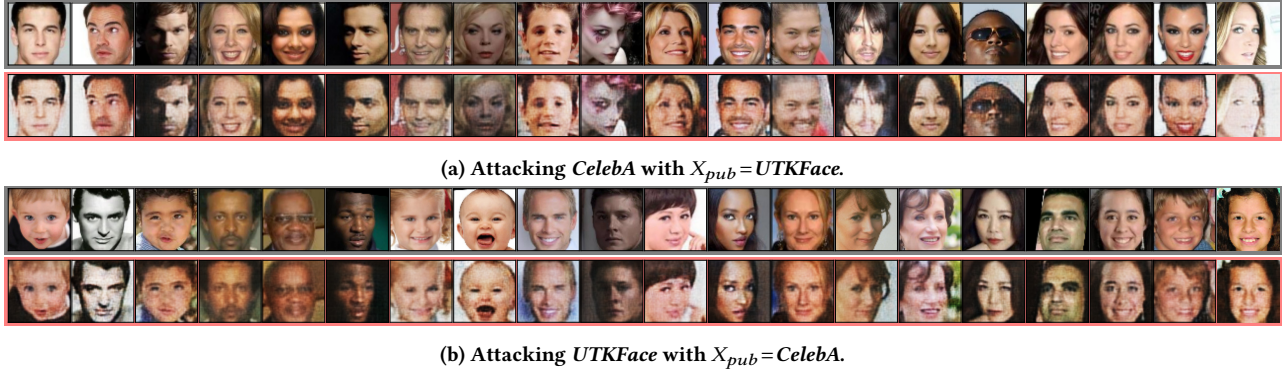 (a) Attacking CelebA with X_pub = UTKFace.
(b) Attacking UTKFace with X_pub = CelebA.